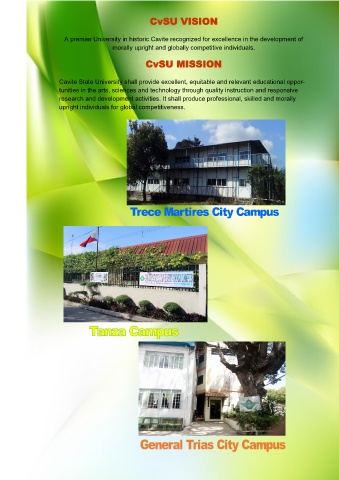 CvSU VISION
A premier University in historic Cavite recognized for excellence in the development of
morally upright and globally competitive individuals.
CvSU MISSION
Cavite State University shall provide excellent, equitable and relevant educational oppor-
tunities in the arts, sciences and technology through quality instruction and responsive
research and development activities. It shall produce professional, skilled and morally
upright individuals for global competitiveness.
Trece Martires City Campus
Tanza Campus
General Trias City Campus